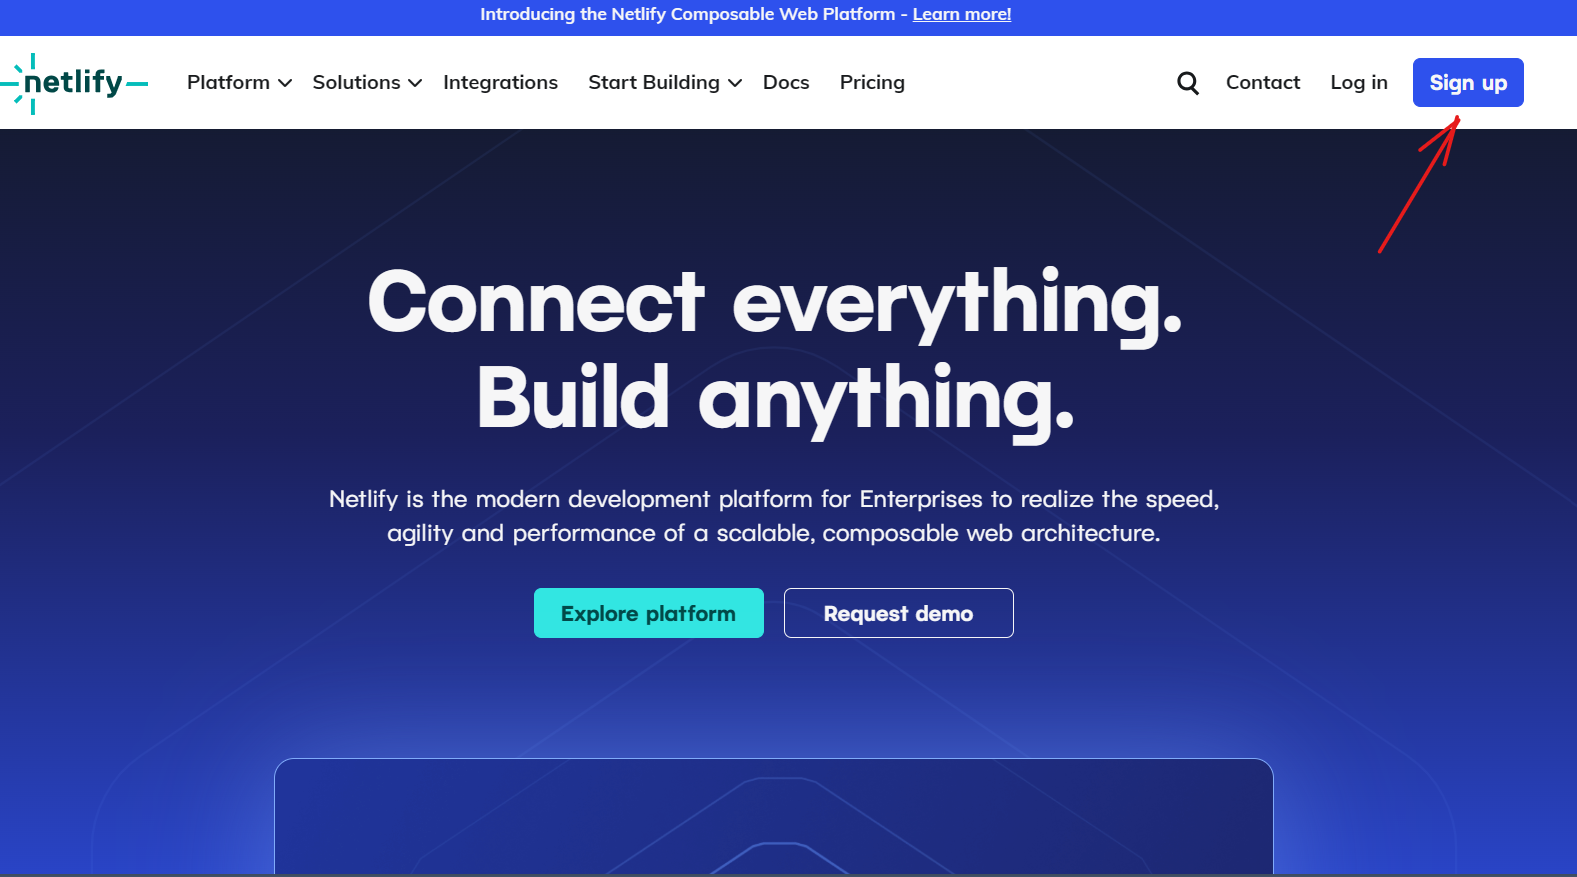 Introducing the Netlify Composable Web Platform - Learn more!
netlify Platform Solutions Integrations Start Building Docs Pricing Contact Log in Sign up
Connect everything.
Build anything.
Netlify is the modern development platform for Enterprises to realize the speed,
agility and performance of a scalable, composable web architecture.
Explore platform Request demo